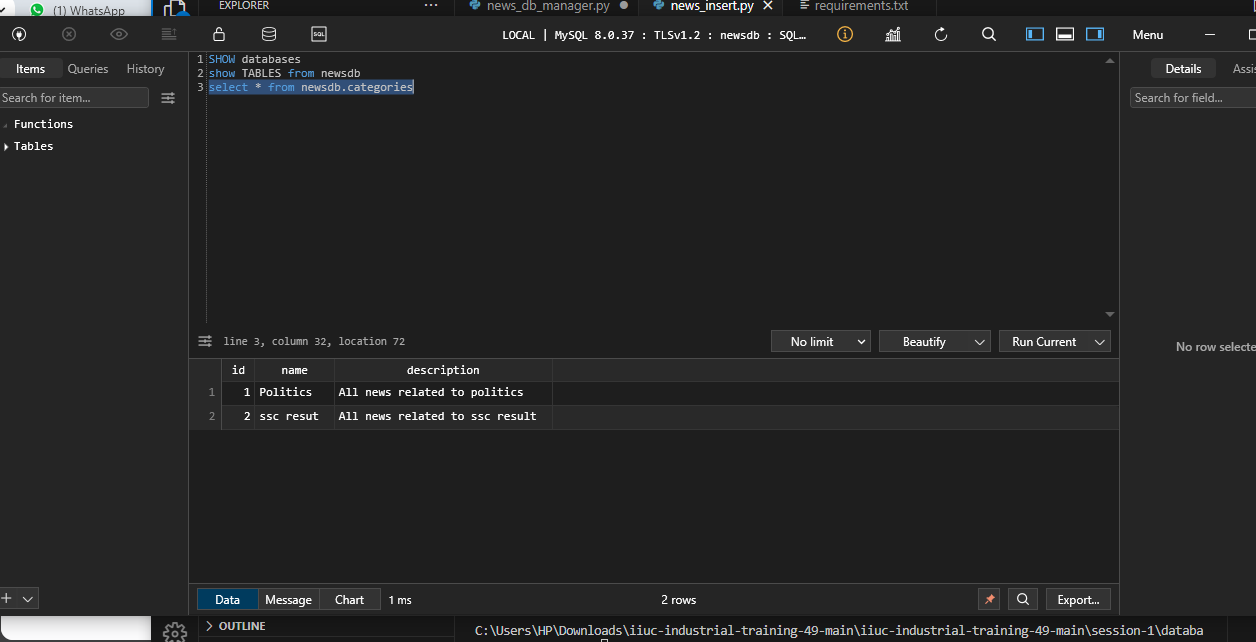 (1) WhatsApp
EXPLORER
...
news_db_manager.py
news_insert.py
requirements.txt
SQL
LOCAL | MySQL 8.0.37 : TLSv1.2 : newsdb : SQL...
Menu
Items Queries History
Search for item...
Functions
Tables
1 SHOW databases
2 show TABLES from newsdb
3 select * from newsdb.categories
Details Assis
Search for field...
No row selecte
line 3, column 32, location 72
No limit
Beautify
Run Current
id name description
1 1 Politics All news related to politics
2 2 ssc resut All news related to ssc result
Data Message Chart 1 ms
2 rows
Export...
OUTLINE
C:\Users\HP\Downloads\iiuc-industrial-training-49-main\iiuc-industrial-training-49-main\session-1\databa